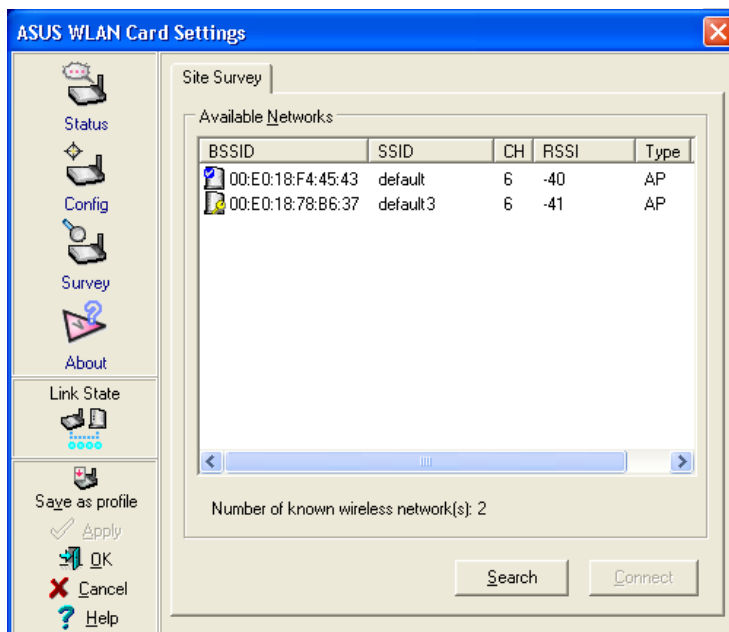 ASUS WLAN Card Settings
Status
Config
Survey
About
Link State
Save as profile
Apply
OK
Cancel
Help
Site Survey
Available Networks
BSSID SSID CH RSSI Type
00:E0:18:F4:45:43 default 6 -40 AP
00:E0:18:78:B6:37 default3 6 -41 AP
Number of known wireless network(s): 2
Search Connect